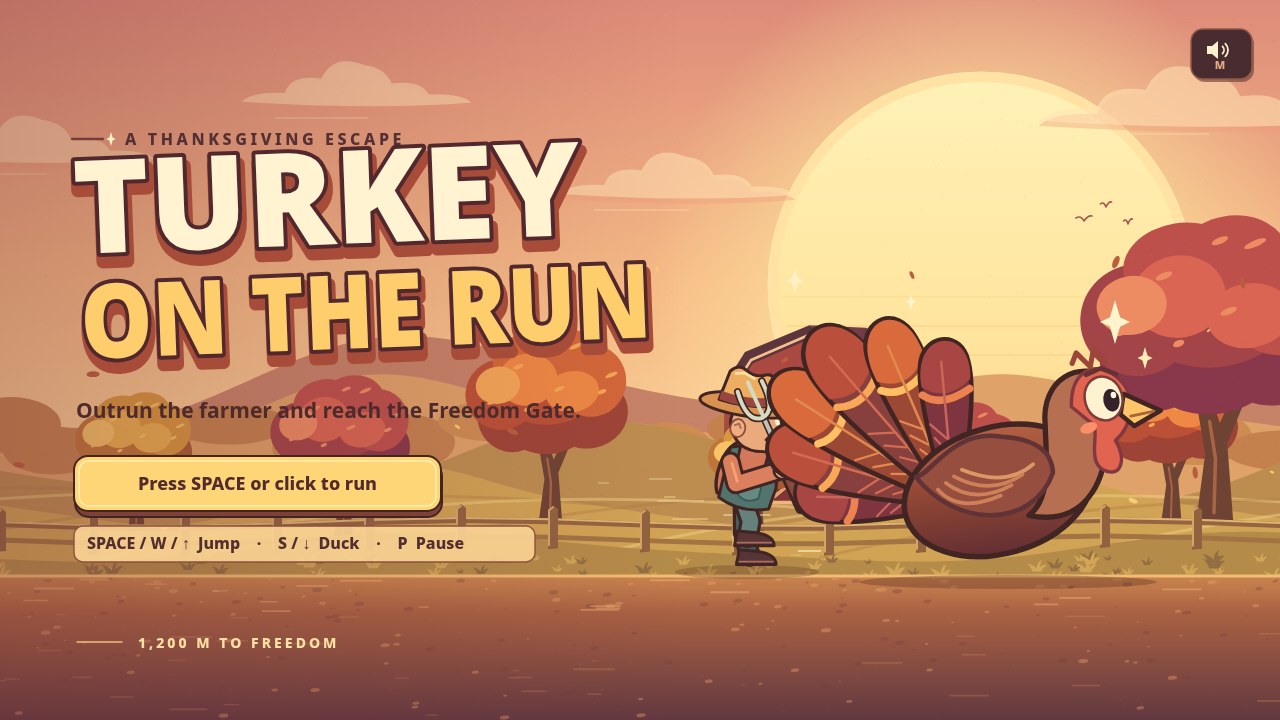 M
A THANKSGIVING ESCAPE
TURKEY
ON THE RUN
Outrun the farmer and reach the Freedom Gate.
Press SPACE or click to run
SPACE / W / ↑ Jump · S / ↓ Duck · P Pause
1,200 M TO FREEDOM